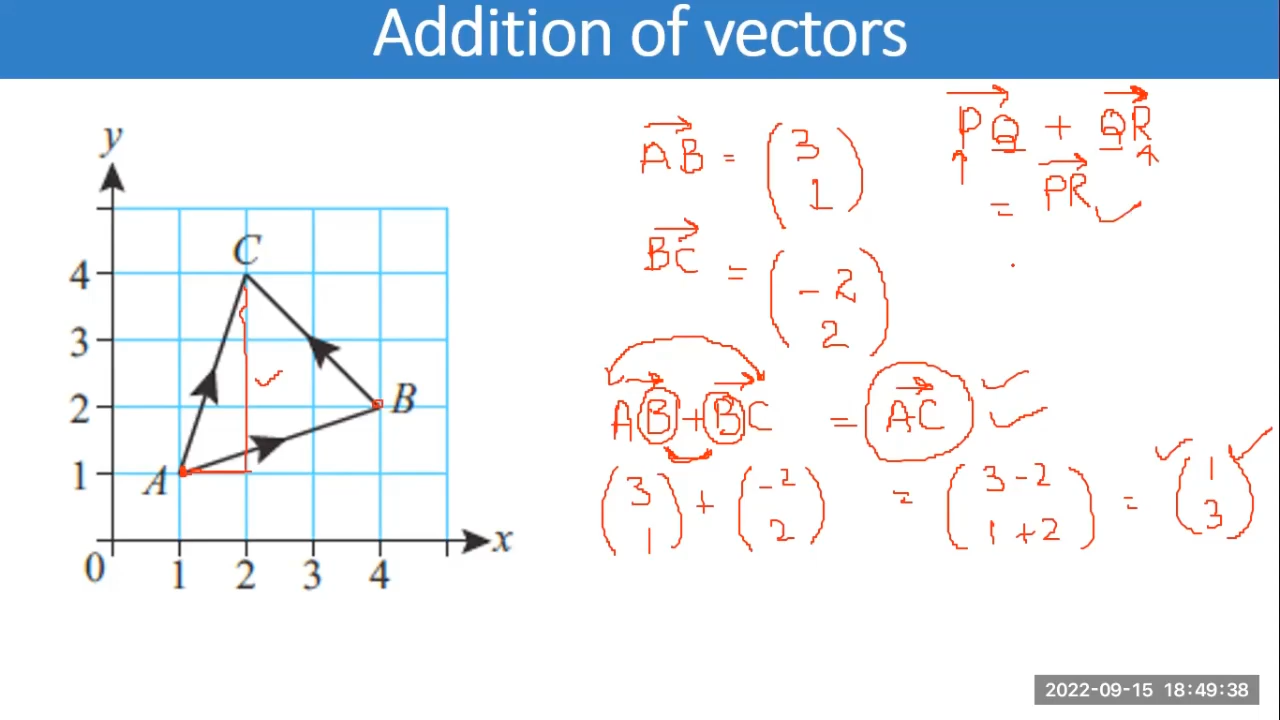 Addition of vectors
y
4
3
2
1
0
1 2 3 4
x
A
B
C
AB = (3
1)
BC = (-2
2)
AB + BC = AC
(3
1) + (-2
2) = (3-2
1+2) = (1
3)
PQ + QR
= PR
2022-09-15 18:49:38